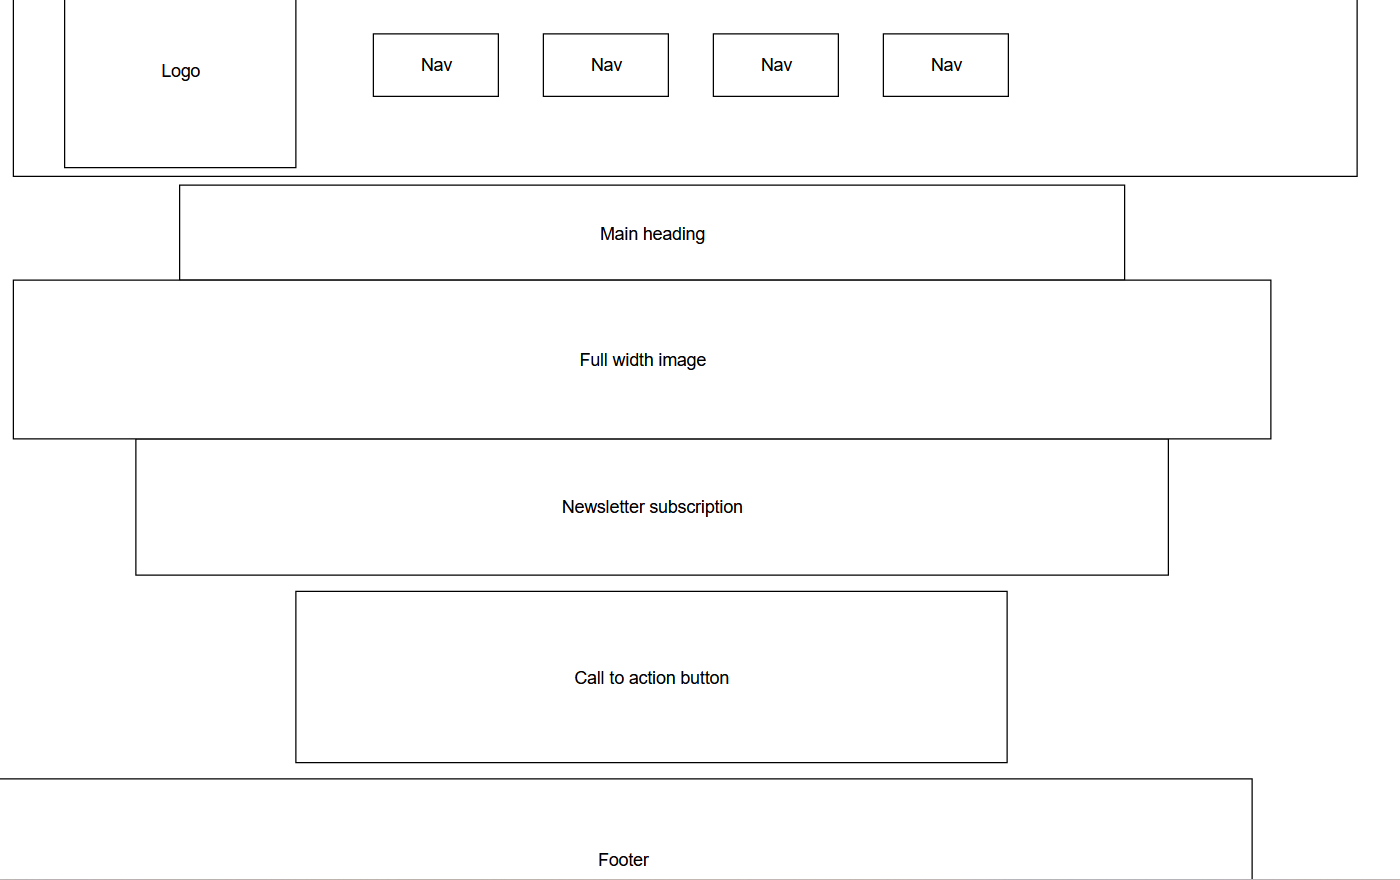 Logo
Nav
Nav
Nav
Nav
Main heading
Full width image
Newsletter subscription
Call to action button
Footer